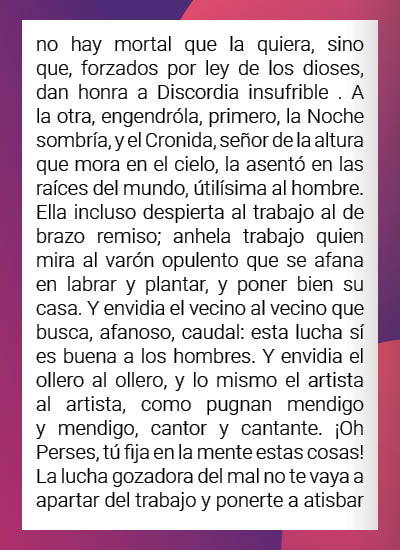 no hay mortal que la quiera, sino
que, forzados por ley de los dioses,
dan honra a Discordia insufrible . A
la otra, engendróla, primero, la Noche
sombría, y el Cronida, señor de la altura
que mora en el cielo, la asentó en las
raíces del mundo, útilísima al hombre.
Ella incluso despierta al trabajo al de
brazo remiso; anhela trabajo quien
mira al varón opulento que se afana
en labrar y plantar, y poner bien su
casa. Y envidia el vecino al vecino que
busca, afanoso, caudal: esta lucha sí
es buena a los hombres. Y envidia el
ollero al ollero, y lo mismo el artista
al artista, como pugnan mendigo
y mendigo, cantor y cantante. ¡Oh
Perses, tú fija en la mente estas cosas!
La lucha gozadora del mal no te vaya a
apartar del trabajo y ponerte a atisbar